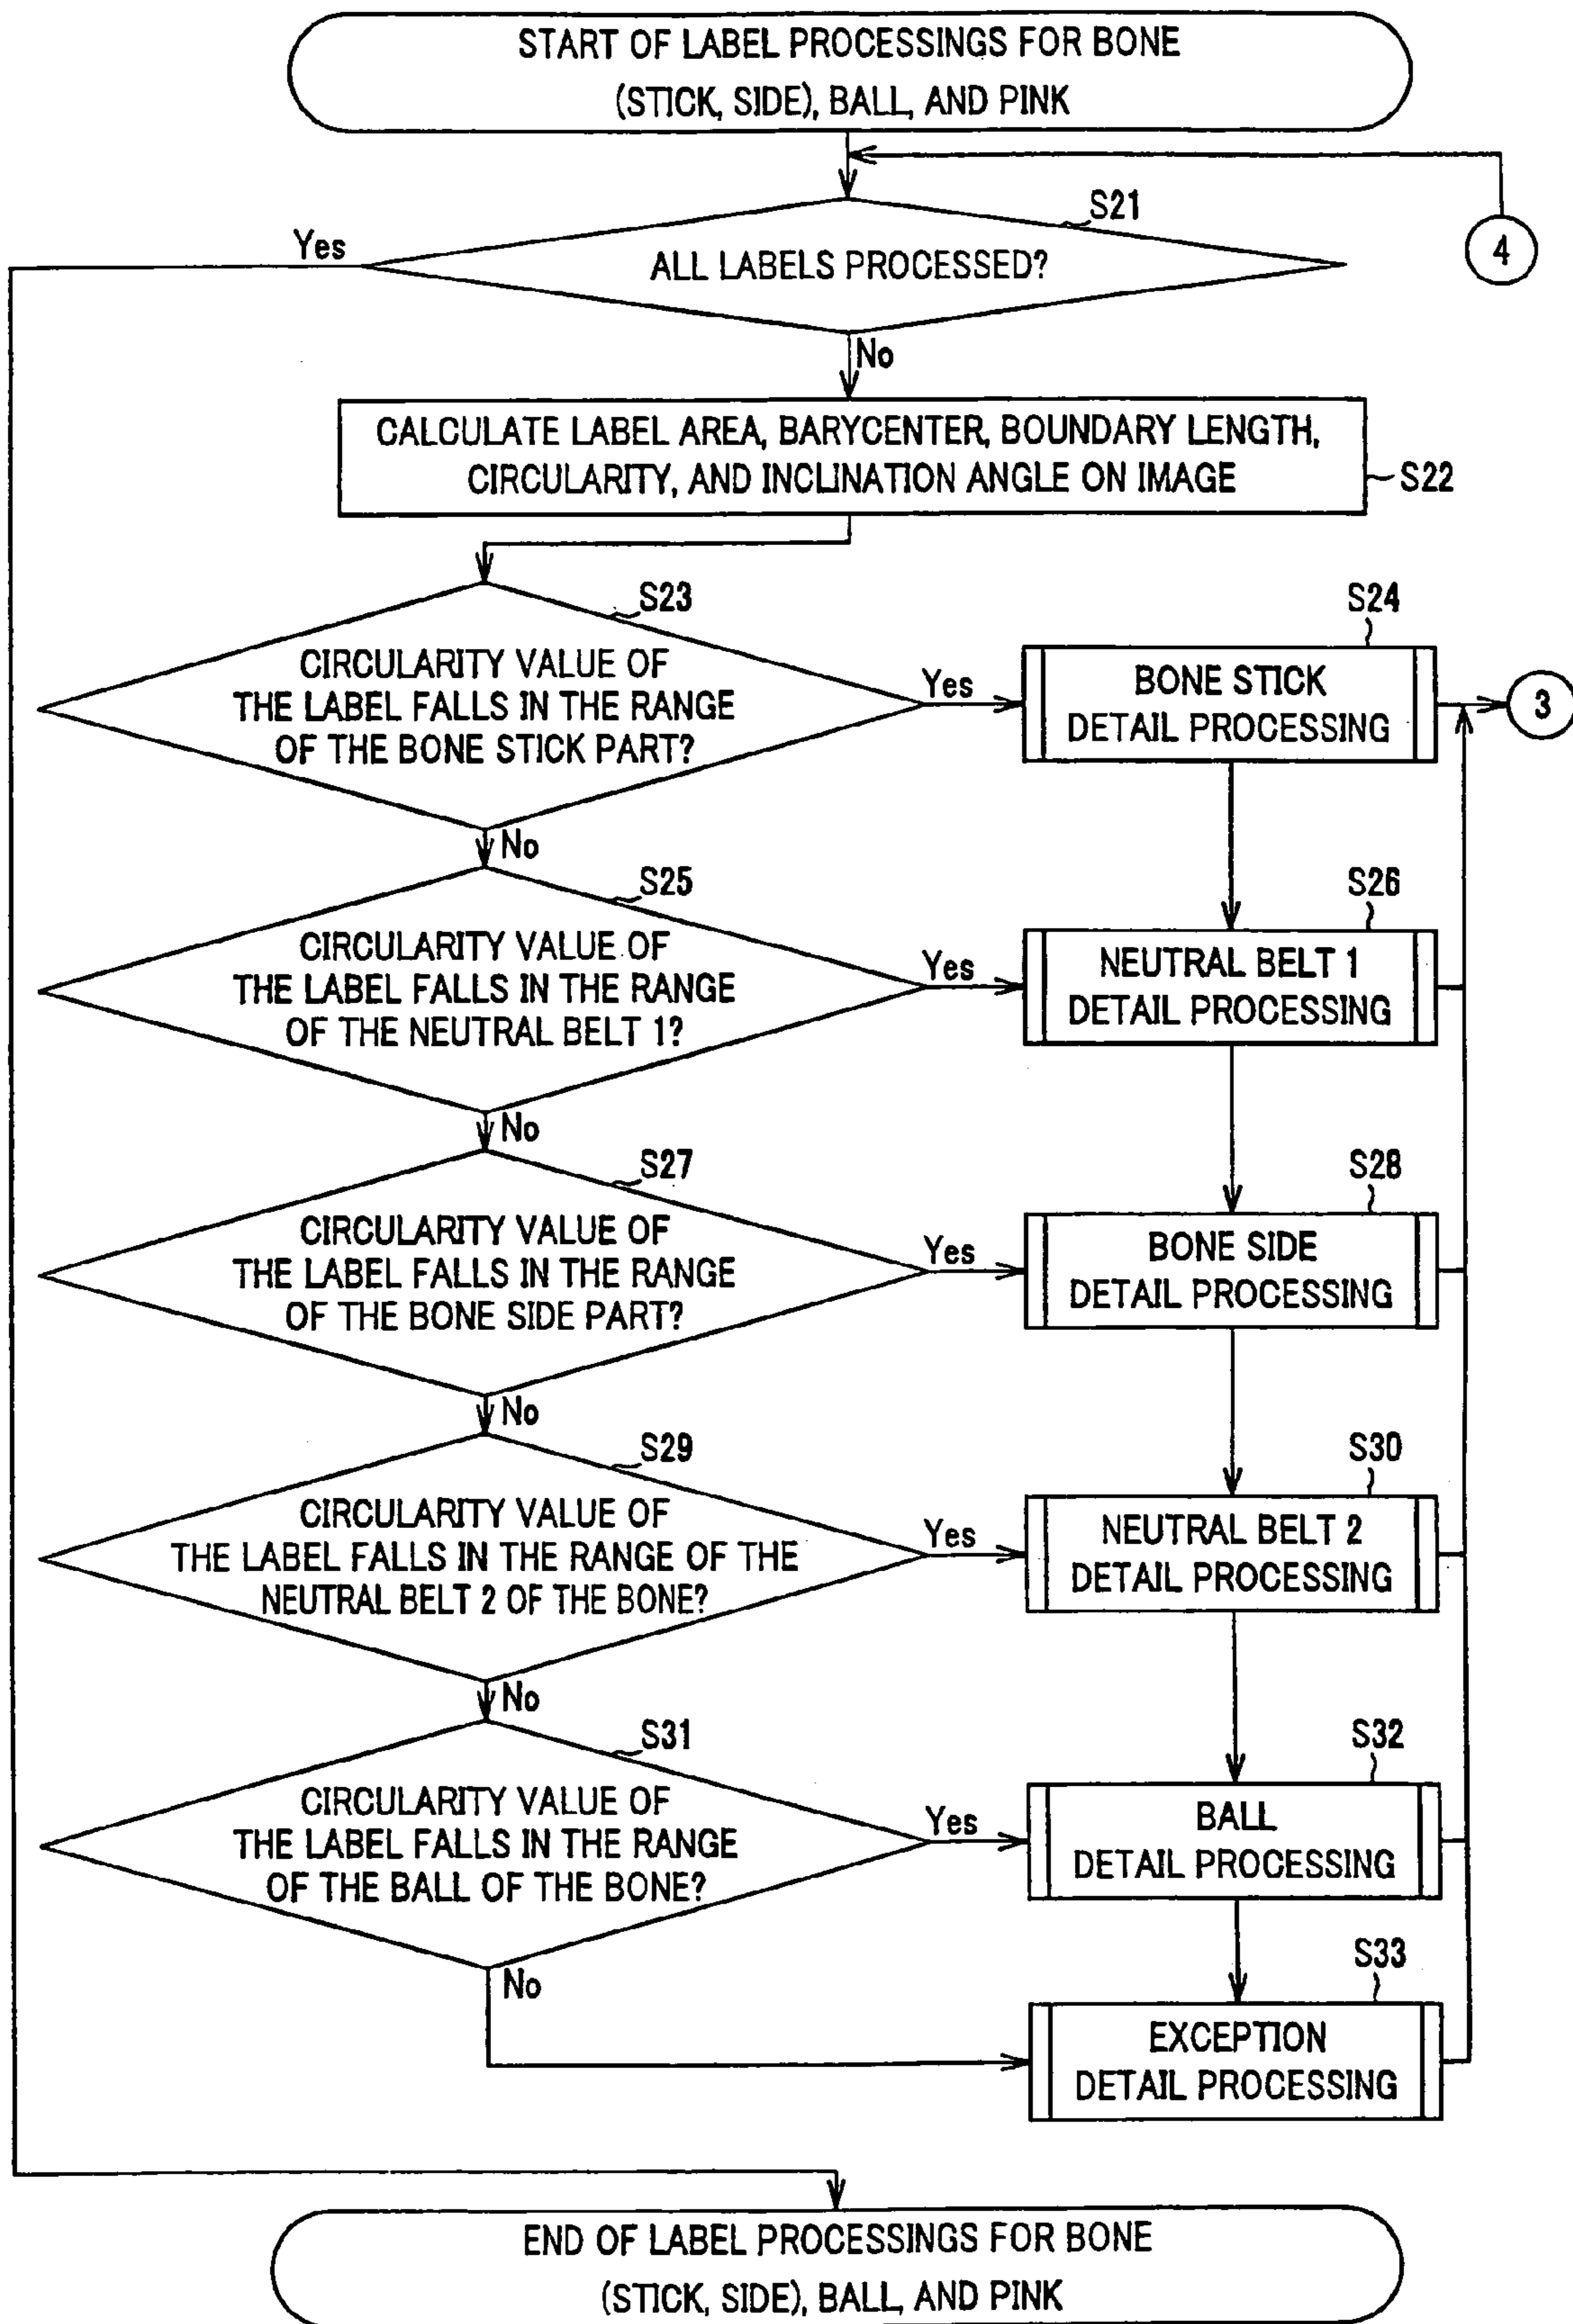 START OF LABEL PROCESSINGS FOR BONE
(STICK, SIDE), BALL, AND PINK
S21
Yes
4
ALL LABELS PROCESSED?
No
CALCULATE LABEL AREA, BARYCENTER, BOUNDARY LENGTH,
CIRCULARITY, AND INCLINATION ANGLE ON IMAGE
S22
S23
S24
CIRCULARITY VALUE OF
THE LABEL FALLS IN THE RANGE
OF THE BONE STICK PART?
Yes
BONE STICK
DETAIL PROCESSING
3
No
S25
S26
CIRCULARITY VALUE OF
THE LABEL FALLS IN THE RANGE
OF THE NEUTRAL BELT 1?
Yes
NEUTRAL BELT 1
DETAIL PROCESSING
No
S27
S28
CIRCULARITY VALUE OF
THE LABEL FALLS IN THE RANGE
OF THE BONE SIDE PART?
Yes
BONE SIDE
DETAIL PROCESSING
No
S29
S30
CIRCULARITY VALUE OF
THE LABEL FALLS IN THE RANGE OF THE
NEUTRAL BELT 2 OF THE BONE?
Yes
NEUTRAL BELT 2
DETAIL PROCESSING
No
S31
S32
CIRCULARITY VALUE OF
THE LABEL FALLS IN THE RANGE
OF THE BALL OF THE BONE?
Yes
BALL
DETAIL PROCESSING
No
S33
EXCEPTION
DETAIL PROCESSING
END OF LABEL PROCESSINGS FOR BONE
(STICK, SIDE), BALL, AND PINK